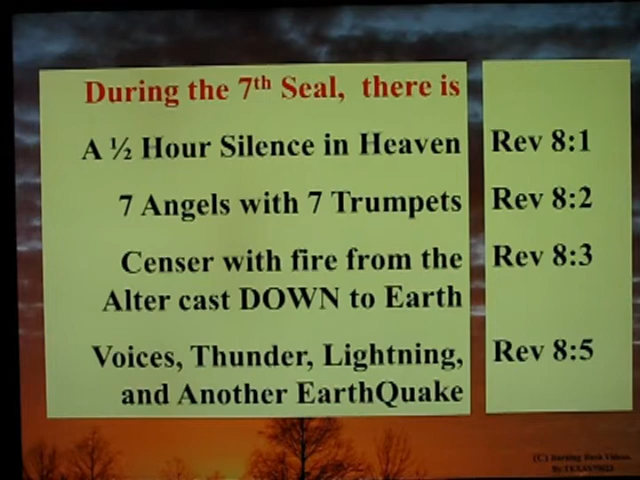 During the 7th Seal, there is
A ½ Hour Silence in Heaven Rev 8:1
7 Angels with 7 Trumpets Rev 8:2
Censer with fire from the Rev 8:3
Alter cast DOWN to Earth
Voices, Thunder, Lightning, Rev 8:5
and Another EarthQuake
(C) Burning Bush Videos.